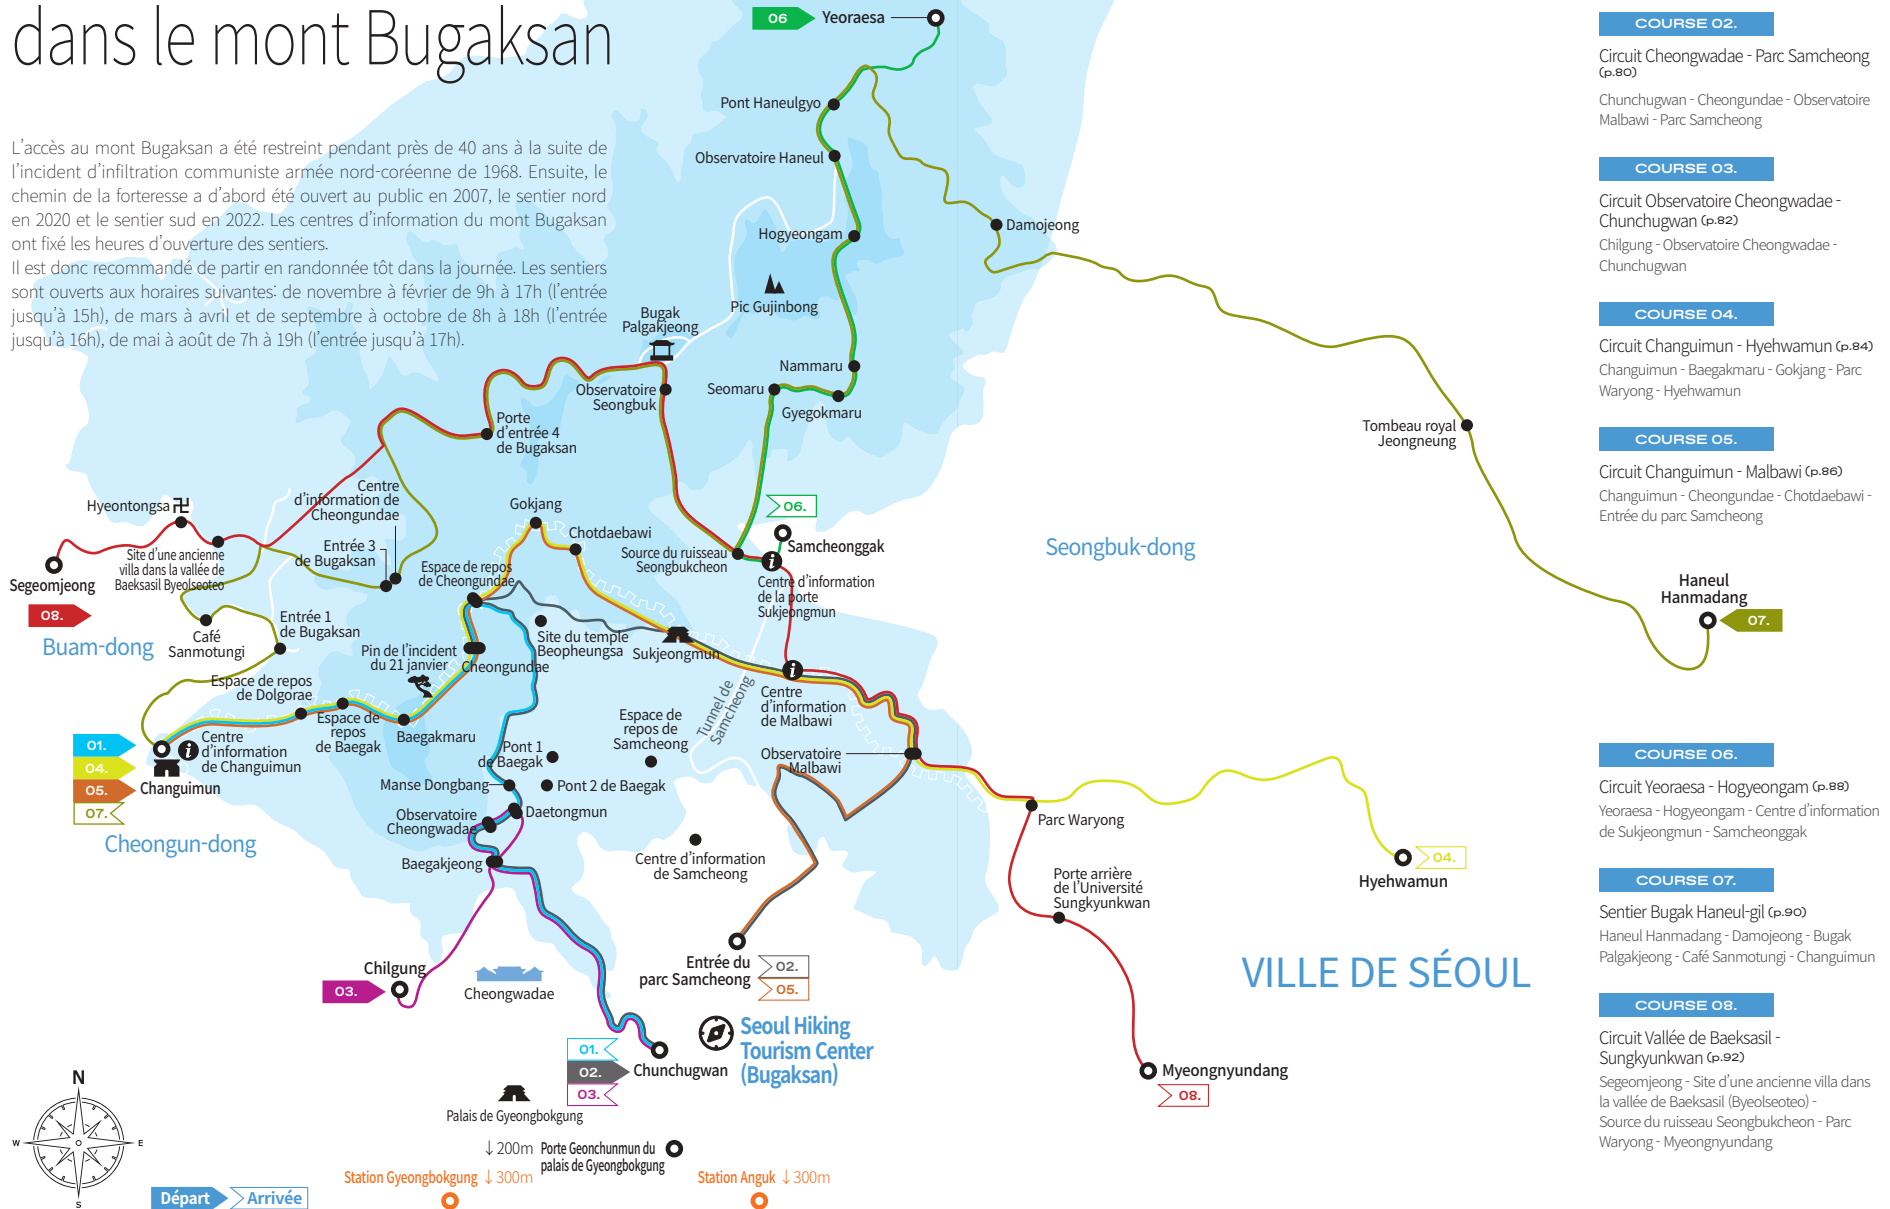 dans le mont Bugaksan
L'accès au mont Bugaksan a été restreint pendant près de 40 ans à la suite de
l'incident d'infiltration communiste armée nord-coréenne de 1968. Ensuite, le
chemin de la forteresse a d'abord été ouvert au public en 2007, le sentier nord
en 2020 et le sentier sud en 2022. Les centres d'information du mont Bugaksan
ont fixé les heures d'ouverture des sentiers.
Il est donc recommandé de partir en randonnée tôt dans la journée. Les sentiers
sont ouverts aux horaires suivantes: de novembre à février de 9h à 17h (l'entrée
jusqu'à 15h), de mars à avril et de septembre à octobre de 8h à 18h (l'entrée
jusqu'à 16h), de mai à août de 7h à 19h (l'entrée jusqu'à 17h).
06
Yeoraesa
Pont Haneulgyo
Observatoire Haneul
Damojeong
Hogyeongam
Pic Gujinbong
Bugak
Palgakjeong
Nammaru
Observatoire
Seongbuk
Seomaru
Gyegokmaru
Porte
d'entrée 4
de Bugaksan
Tombeau royal
Jeongneung
Centre
d'information de
Cheongundae
Hyeontongsa
Gokjang
06.
Chotdaebawi
Samcheonggak
Seongbuk-dong
Entrée 3
de Bugaksan
Site d'une ancienne
villa dans la vallée de
Baeksasil Byeolseoteo
Source du ruisseau
Seongbukcheon
Espace de repos
de Cheongundae
Segeomjeong
08.
Centre d'information
de la porte
Sukjeongmun
Haneul
Hanmadang
07.
Buam-dong
Café
Sanmotungi
Entrée 1
de Bugaksan
Site du temple
Beopheungsa
Sukjeongmun
Pin de l'incident
du 21 janvier
Cheongundae
Espace de repos
de Dolgorae
Espace de
repos
de Baegak
Baegakmaru
Tunnel de
Samcheong
Centre
d'information
de Malbawi
Espace de
repos de
Samcheong
01.
04.
05.
07.
Centre
d'information
de Changuimun
Changuimun
Pont 1
de Baegak
Observatoire
Malbawi
Manse Dongbang
Pont 2 de Baegak
Cheongun-dong
Observatoire
Cheongwadae
Daetongmun
Parc Waryong
Baegakjeong
Centre d'information
de Samcheong
04.
Hyehwamun
Porte arrière
de l'Université
Sungkyunkwan
Chilgung
03.
Cheongwadae
Entrée du
parc Samcheong
02.
05.
VILLE DE SÉOUL
Seoul Hiking
Tourism Center
(Bugaksan)
01.
02.
03.
Chunchugwan
Myeongnyundang
08.
Palais de Gyeongbokgung
↓200m
Porte Geonchunmun du
palais de Gyeongbokgung
Station Gyeongbokgung ↓300m
Station Anguk ↓300m
N
W
E
S
Départ
Arrivée
COURSE 02.
Circuit Cheongwadae - Parc Samcheong
(p.80)
Chunchugwan - Cheongundae - Observatoire
Malbawi - Parc Samcheong
COURSE 03.
Circuit Observatoire Cheongwadae -
Chunchugwan (p.82)
Chilgung - Observatoire Cheongwadae -
Chunchugwan
COURSE 04.
Circuit Changuimun - Hyehwamun (p.84)
Changuimun - Baegakmaru - Gokjang - Parc
Waryong - Hyehwamun
COURSE 05.
Circuit Changuimun - Malbawi (p.86)
Changuimun - Cheongundae - Chotdaebawi -
Entrée du parc Samcheong
COURSE 06.
Circuit Yeoraesa - Hogyeongam (p.88)
Yeoraesa - Hogyeongam - Centre d'information
de Sukjeongmun - Samcheonggak
COURSE 07.
Sentier Bugak Haneul-gil (p.90)
Haneul Hanmadang - Damojeong - Bugak
Palgakjeong - Café Sanmotungi - Changuimun
COURSE 08.
Circuit Vallée de Baeksasil -
Sungkyunkwan (p.92)
Segeomjeong - Site d'une ancienne villa dans
la vallée de Baeksasil (Byeolseoteo) -
Source du ruisseau Seongbukcheon - Parc
Waryong - Myeongnyundang